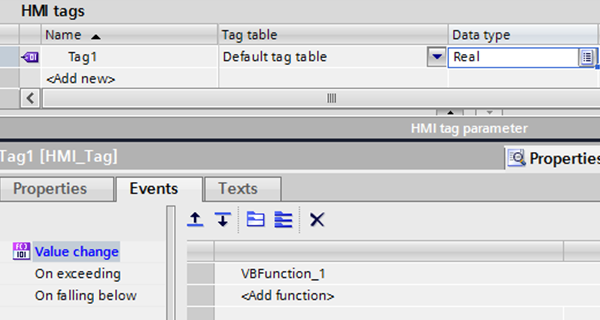 HMI tags
Name Tag table Data type
Tag1 Default tag table Real
<Add new>
HMI tag parameter
Tag1 [HMI_Tag] Properties
Properties Events Texts
Value change
On exceeding VBFunction_1
On falling below <Add function>